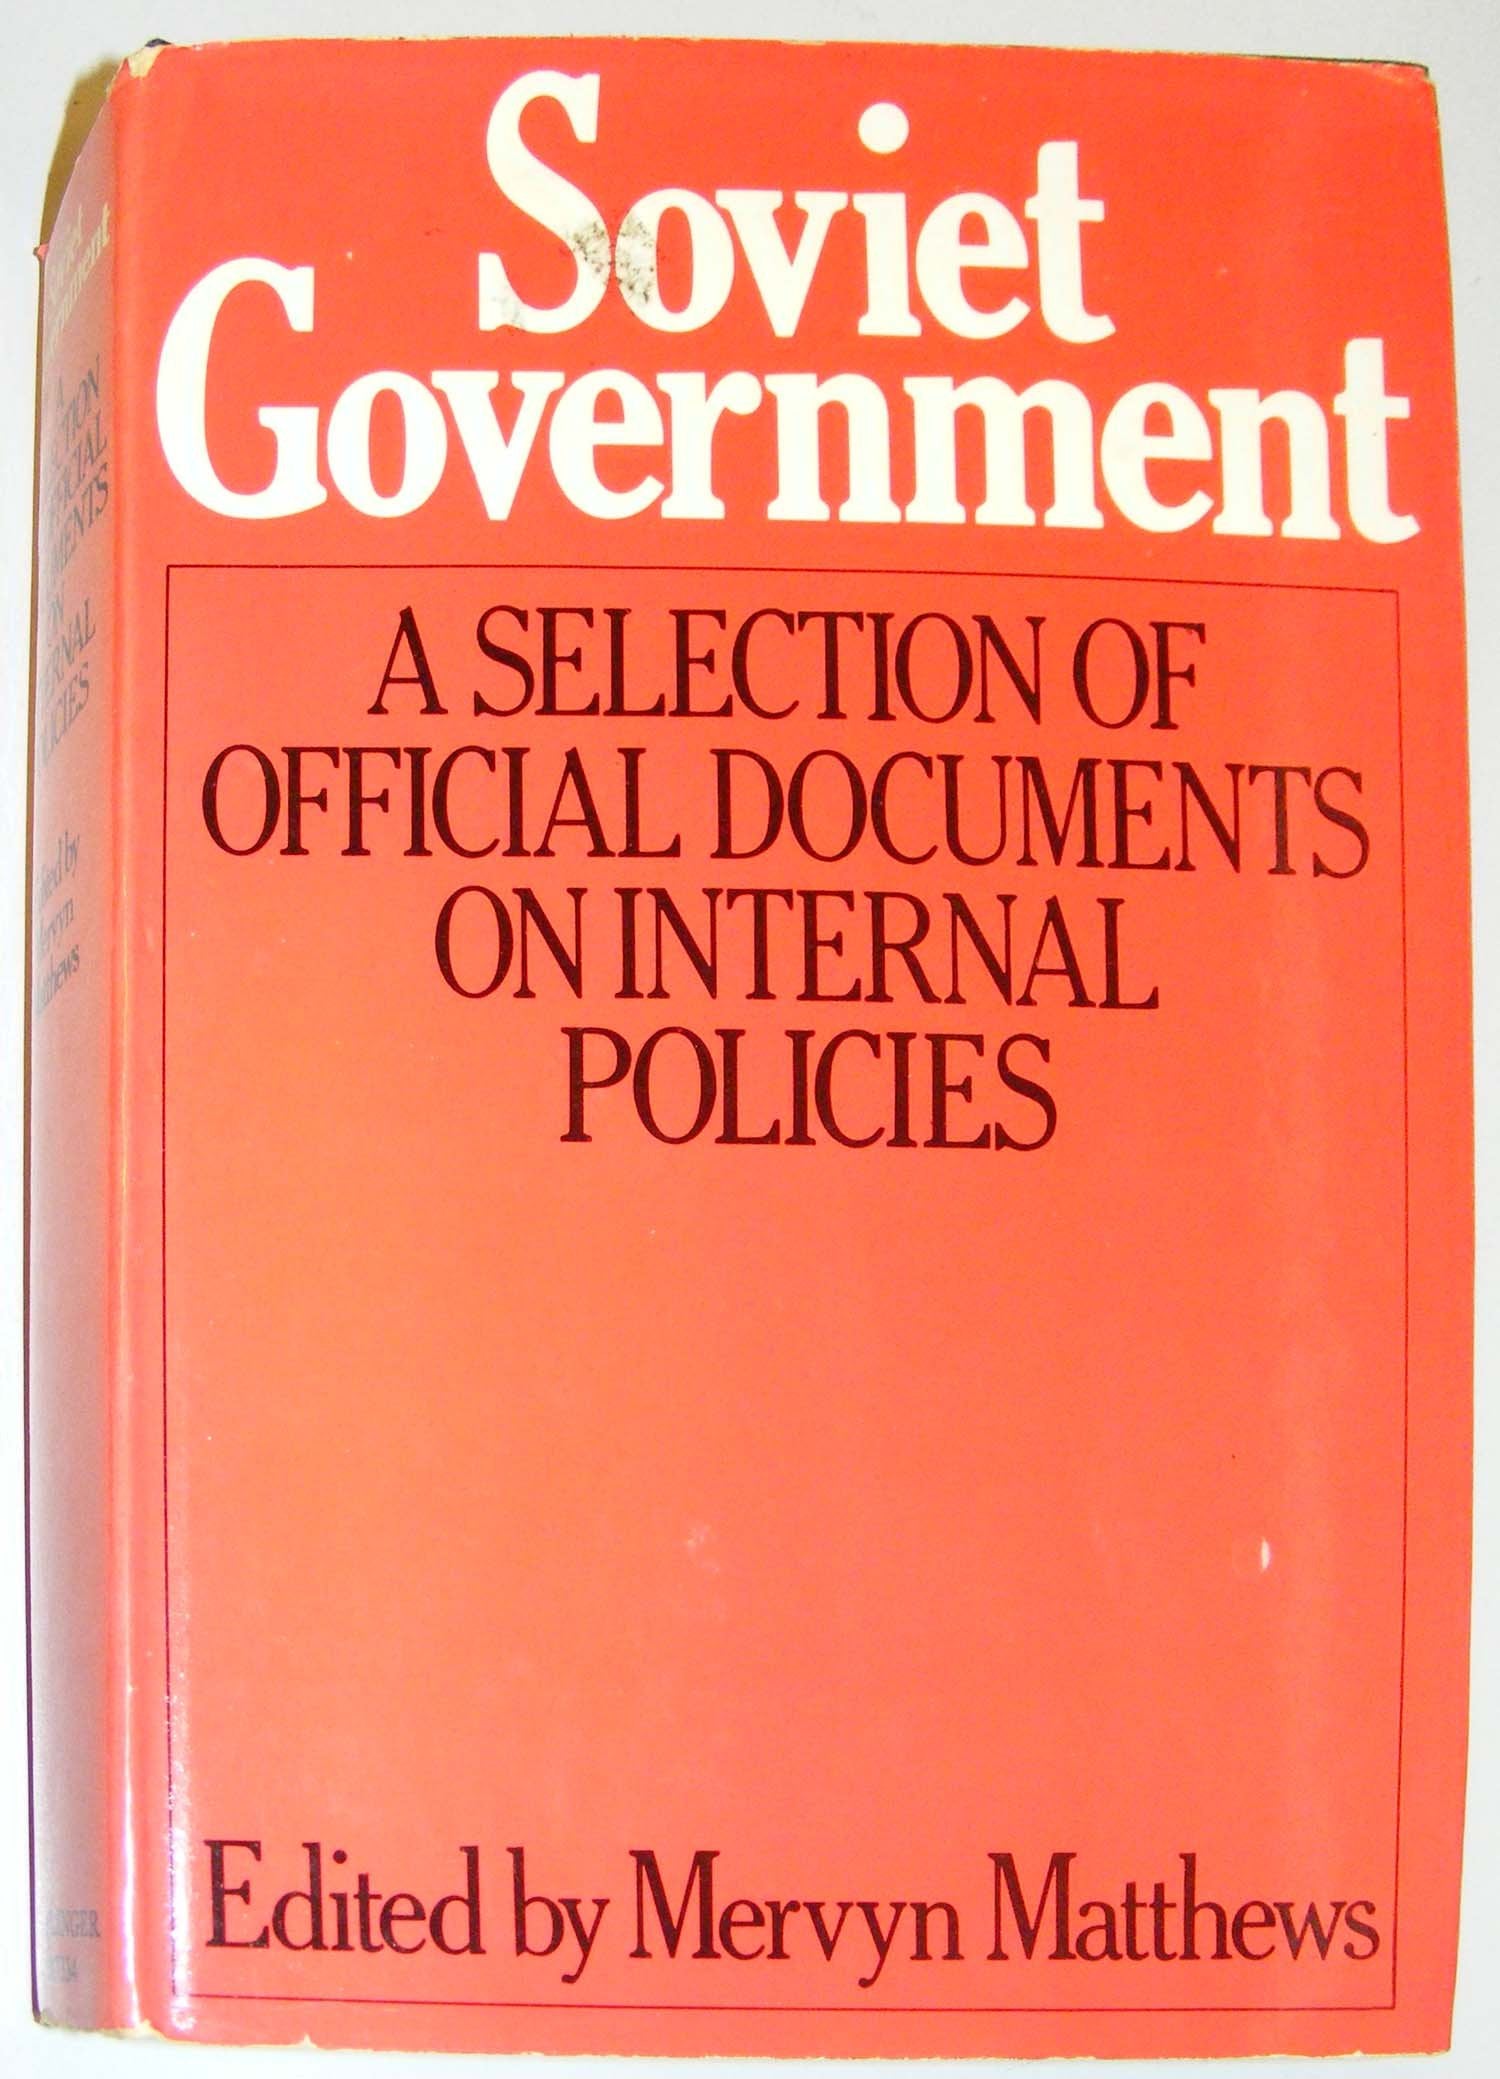 Soviet
Government
A SELECTION OF
OFFICIAL DOCUMENTS
ON INTERNAL
POLICIES
Edited by Mervyn Matthews